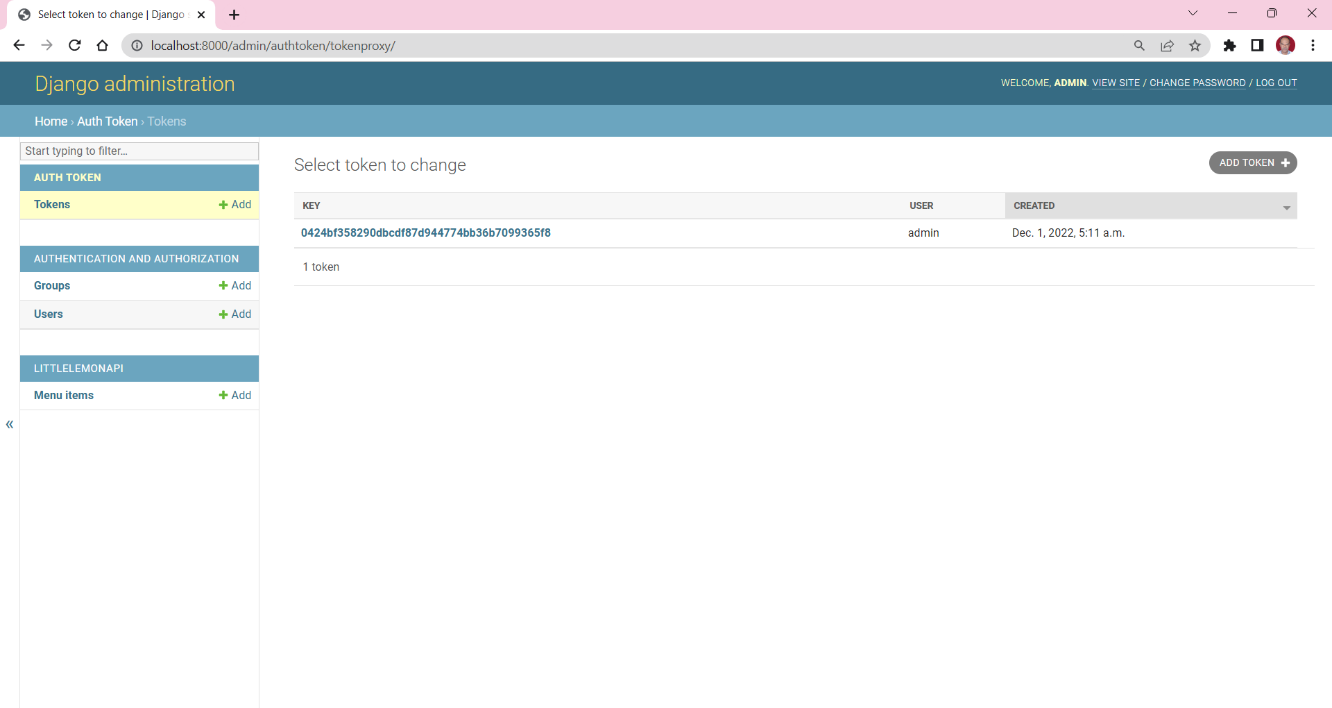 Select token to change | Django
localhost:8000/admin/authtoken/tokenproxy/
Django administration
WELCOME, ADMIN. VIEW SITE / CHANGE PASSWORD / LOG OUT
Home › Auth Token › Tokens
Start typing to filter...
AUTH TOKEN
Tokens + Add
AUTHENTICATION AND AUTHORIZATION
Groups + Add
Users + Add
LITTLELEMONAPI
Menu items + Add
«
Select token to change
ADD TOKEN +
KEY USER CREATED
0424bf358290dbcdf87d944774bb36b7099365f8 admin Dec. 1, 2022, 5:11 a.m.
1 token